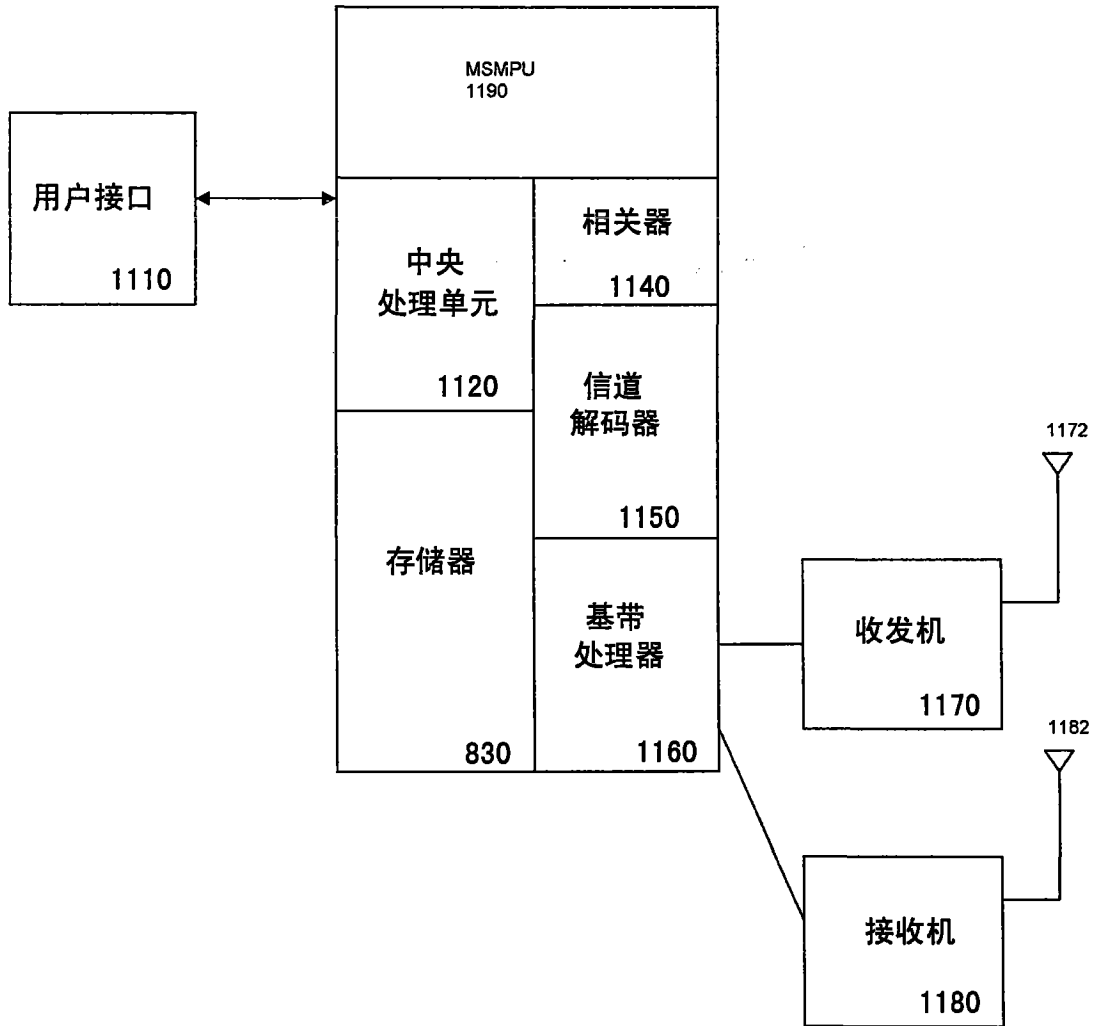 MSMPU
1190
用户接口
1110
中央
处理单元
1120
相关器
1140
信道
解码器
1150
存储器
830
基带
处理器
1160
1172
收发机
1170
1182
接收机
1180